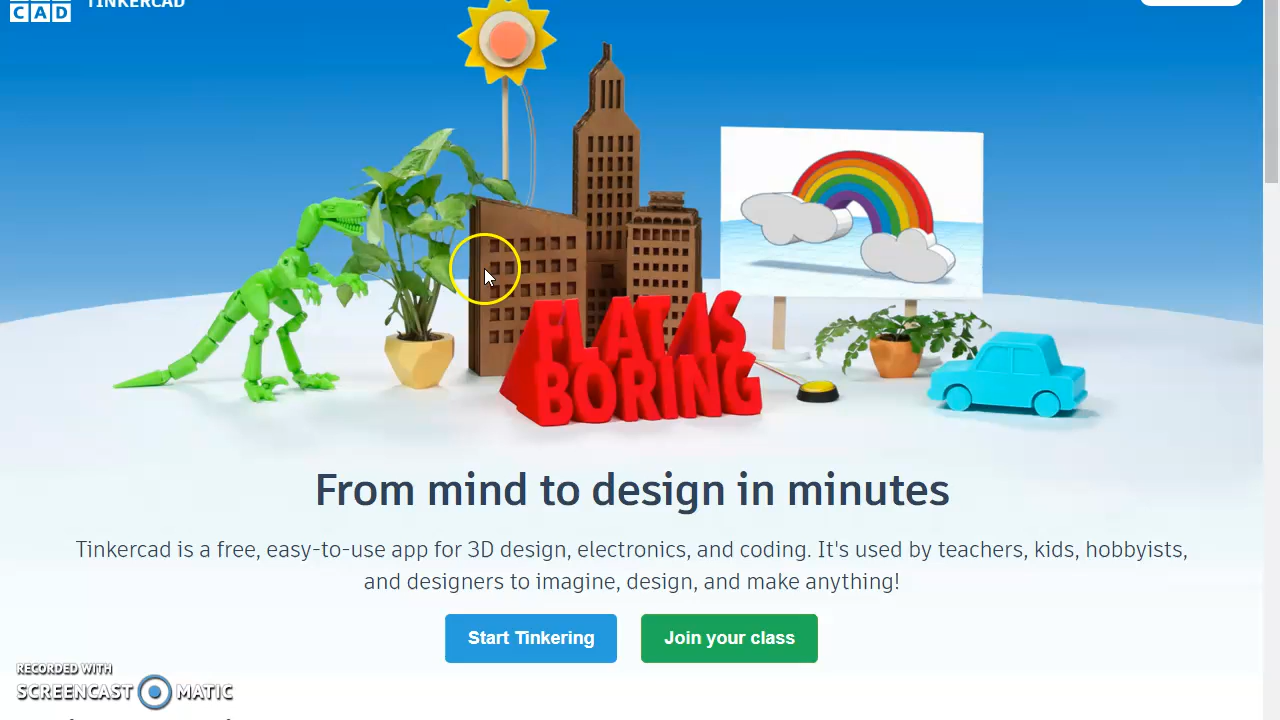 TINKERCAD
CAD
FLAT IS
BORING
From mind to design in minutes
Tinkercad is a free, easy-to-use app for 3D design, electronics, and coding. It's used by teachers, kids, hobbyists,
and designers to imagine, design, and make anything!
Start Tinkering
Join your class
RECORDED WITH
SCREENCAST MATIC